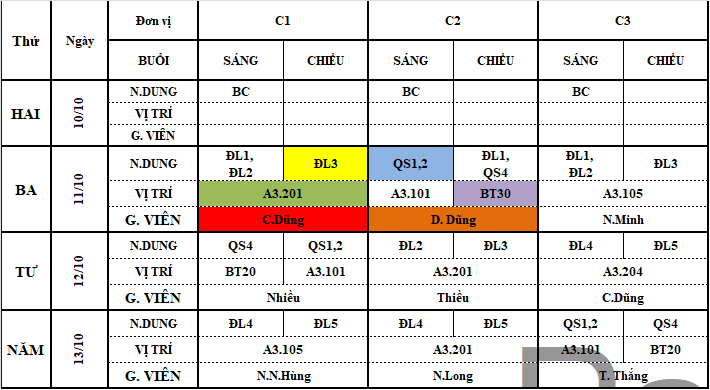 Thứ Ngày Đơn vị C1 C2 C3
BUỔI SÁNG CHIỀU SÁNG CHIỀU SÁNG CHIỀU
HAI 10/10 N.DUNG BC BC BC
VỊ TRÍ
G. VIÊN
BA 11/10 N.DUNG ĐL1, ĐL2 ĐL3 QS1,2 ĐL1, QS4 ĐL1, ĐL2 ĐL3
VỊ TRÍ A3.201 A3.101 BT30 A3.105
G. VIÊN C.Dũng D. Dũng N.Minh
TƯ 12/10 N.DUNG QS4 QS1,2 ĐL2 ĐL3 ĐL4 ĐL5
VỊ TRÍ BT20 A3.101 A3.201 A3.204
G. VIÊN Nhiều Thiều C.Dũng
NĂM 13/10 N.DUNG ĐL4 ĐL5 ĐL4 ĐL5 QS1,2 QS4
VỊ TRÍ A3.105 A3.201 A3.101 BT20
G. VIÊN N.N.Hùng N.Long T. Thắng